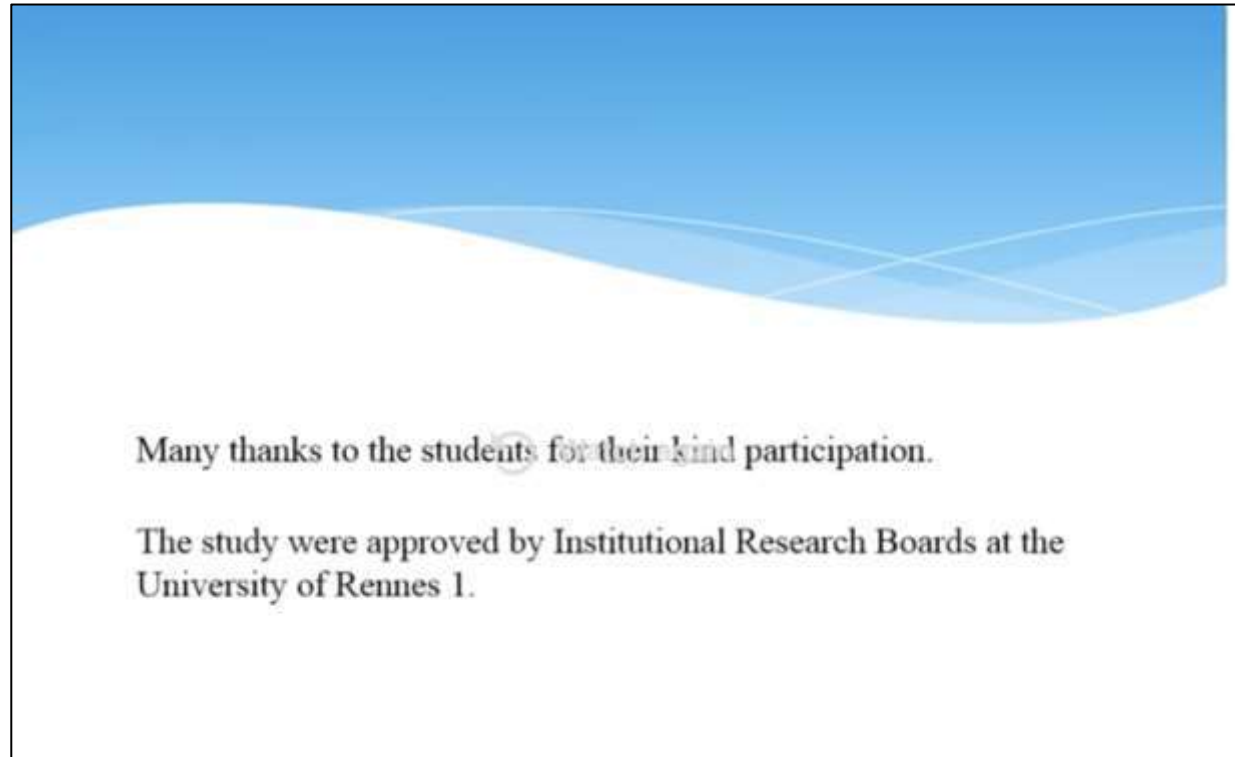 Many thanks to the students for their kind participation.
The study were approved by Institutional Research Boards at the
University of Rennes 1.